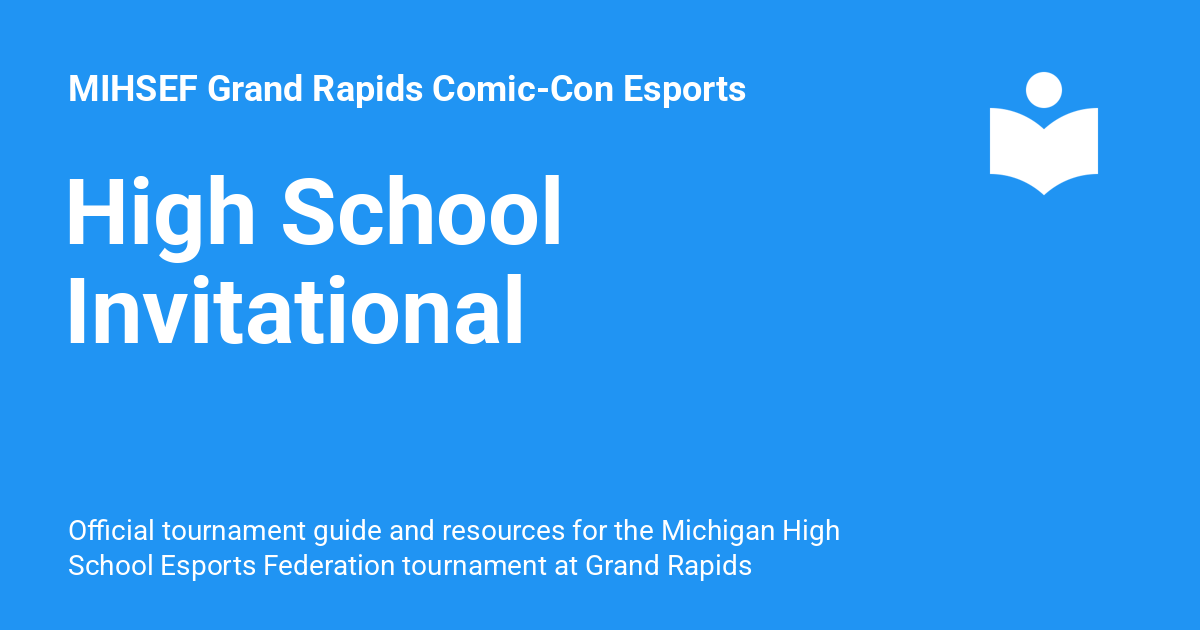 MIHSEF Grand Rapids Comic-Con Esports
High School
Invitational
Official tournament guide and resources for the Michigan High
School Esports Federation tournament at Grand Rapids